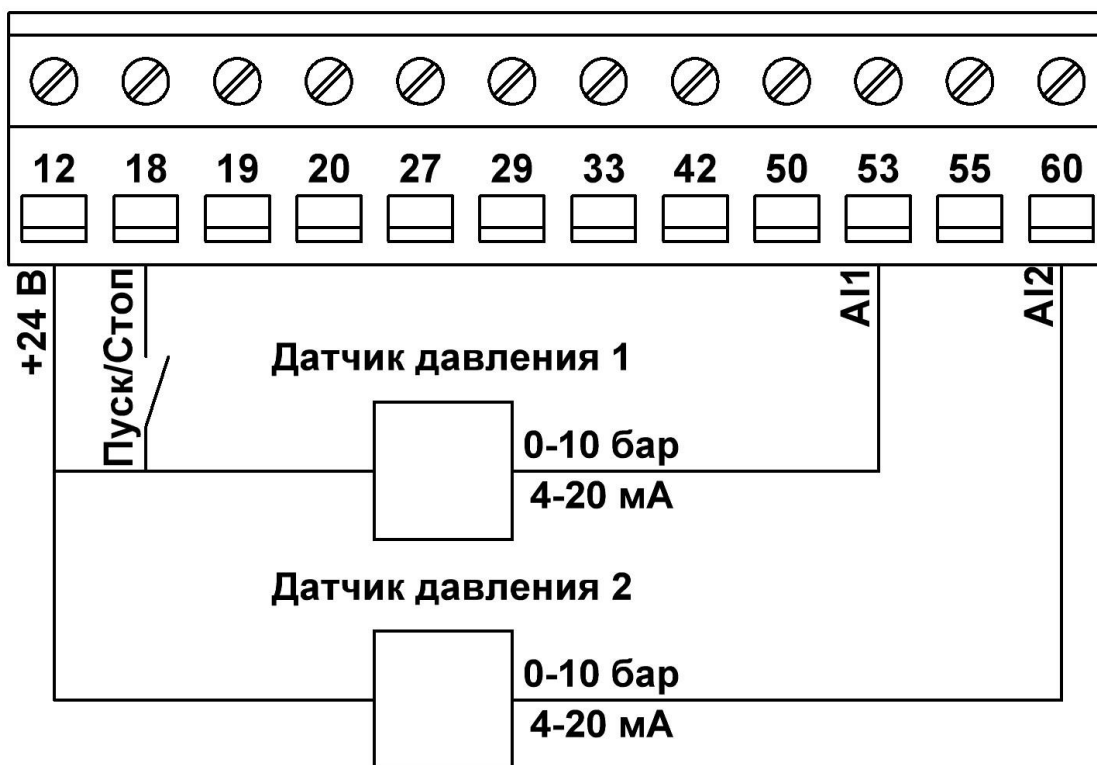 12 18 19 20 27 29 33 42 50 53 55 60
+24 В
Пуск/Стоп
AI1
AI2
Датчик давления 1
0-10 бар
4-20 мА
Датчик давления 2
0-10 бар
4-20 мА